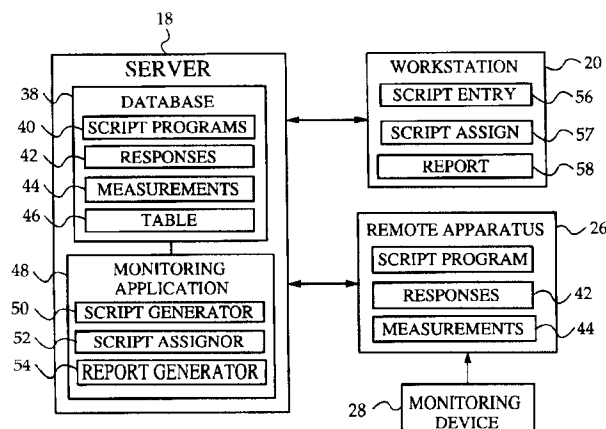 18
SERVER
38
DATABASE
40
SCRIPT PROGRAMS
42
RESPONSES
44
MEASUREMENTS
46
TABLE
48
MONITORING
APPLICATION
50
SCRIPT GENERATOR
52
SCRIPT ASSIGNOR
54
REPORT GENERATOR
WORKSTATION
20
SCRIPT ENTRY
56
SCRIPT ASSIGN
57
REPORT
58
REMOTE APPARATUS
26
SCRIPT PROGRAM
RESPONSES
42
MEASUREMENTS
44
28
MONITORING
DEVICE